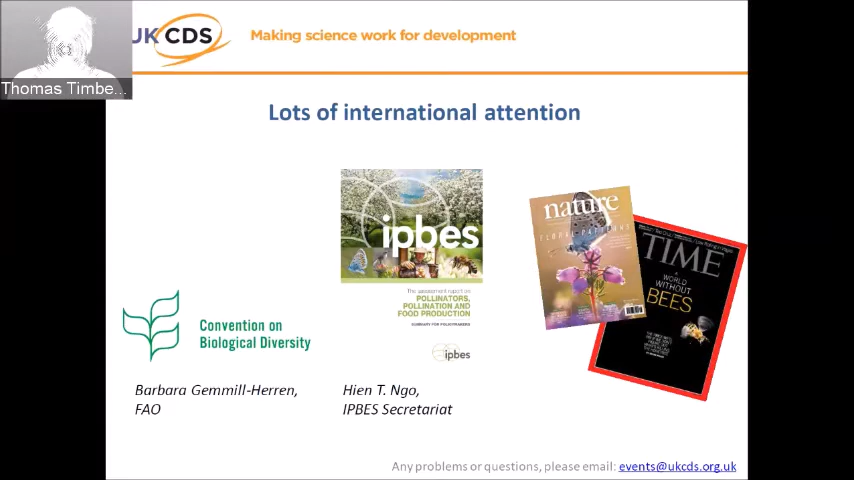 Thomas Timbe...
UK CDS
Making science work for development
Lots of international attention
ipbes
The assessment report on
POLLINATORS,
POLLINATION AND
FOOD PRODUCTION
SUMMARY FOR POLICYMAKERS
ipbes
nature
TIME
A
WORLD
WITHOUT
BEES
Convention on
Biological Diversity
Barbara Gemmill-Herren,
FAO
Hien T. Ngo,
IPBES Secretariat
Any problems or questions, please email: events@ukcds.org.uk